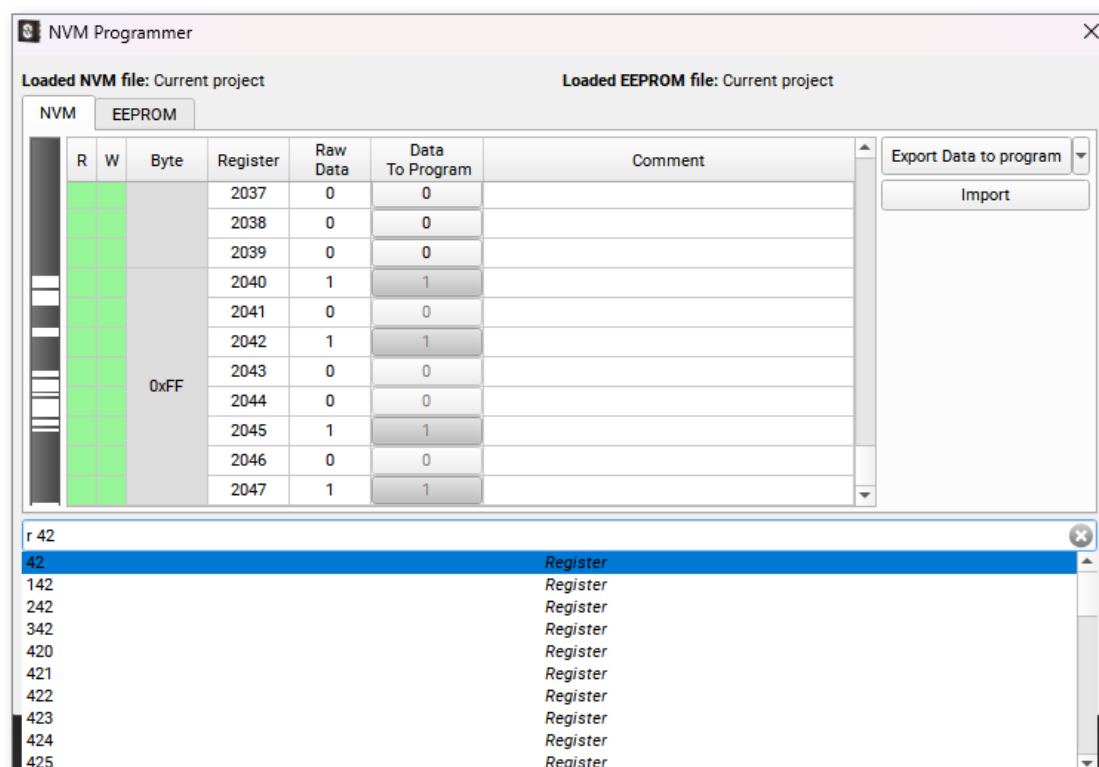 NVM Programmer
Loaded NVM file: Current project Loaded EEPROM file: Current project
NVM EEPROM
R W Byte Register Raw Data Data To Program Comment
Export Data to program
Import
2037 0 0
2038 0 0
2039 0 0
2040 1 1
2041 0 0
2042 1 1
2043 0 0
0xFF
2044 0 0
2045 1 1
2046 0 0
2047 1 1
r 42
42 Register
142 Register
242 Register
342 Register
420 Register
421 Register
422 Register
423 Register
424 Register
425 Register